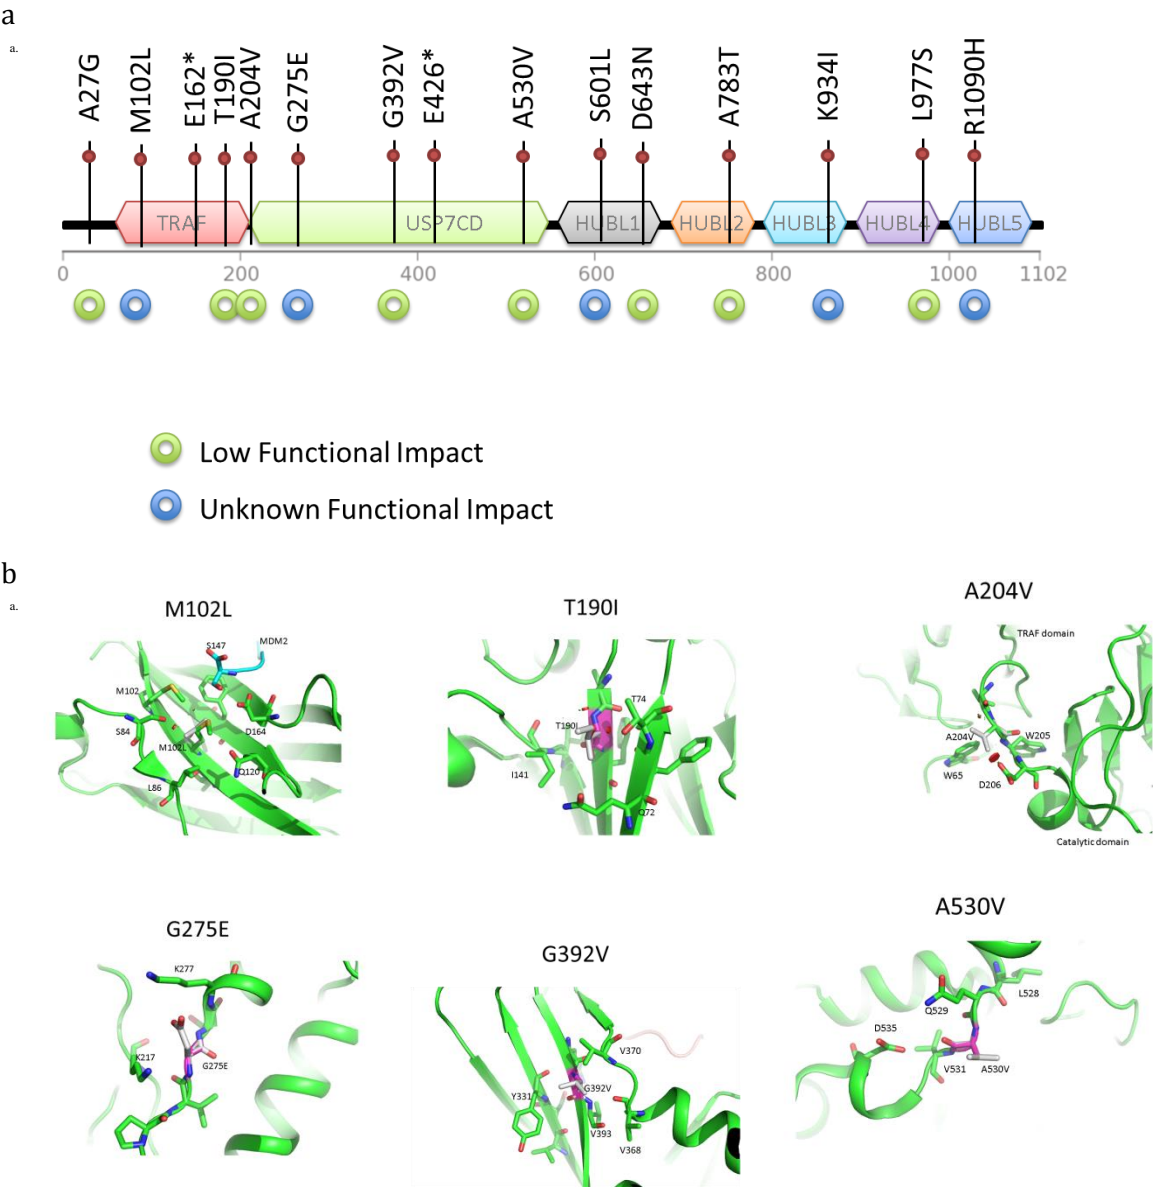 a
a.
A27G M102L E162* T190I A204V G275E G392V E426* A530V S601L D643N A783T K934I L977S R1090H
TRAF USP7CD HUBL1 HUBL2 HUBL3 HUBL4 HUBL5
0 200 400 600 800 1000 1102
Low Functional Impact
Unknown Functional Impact
b
a.
M102L
S147
MDM2
M102
S84
M102L
D164
Q120
L86
T190I
T74
T190I
I141
Q72
A204V
TRAF domain
A204V
W205
W65
D206
Catalytic domain
G275E
K277
K217
G275E
G392V
V370
G392V
Y331
V393
V368
A530V
L528
Q529
D535
V531
A530V